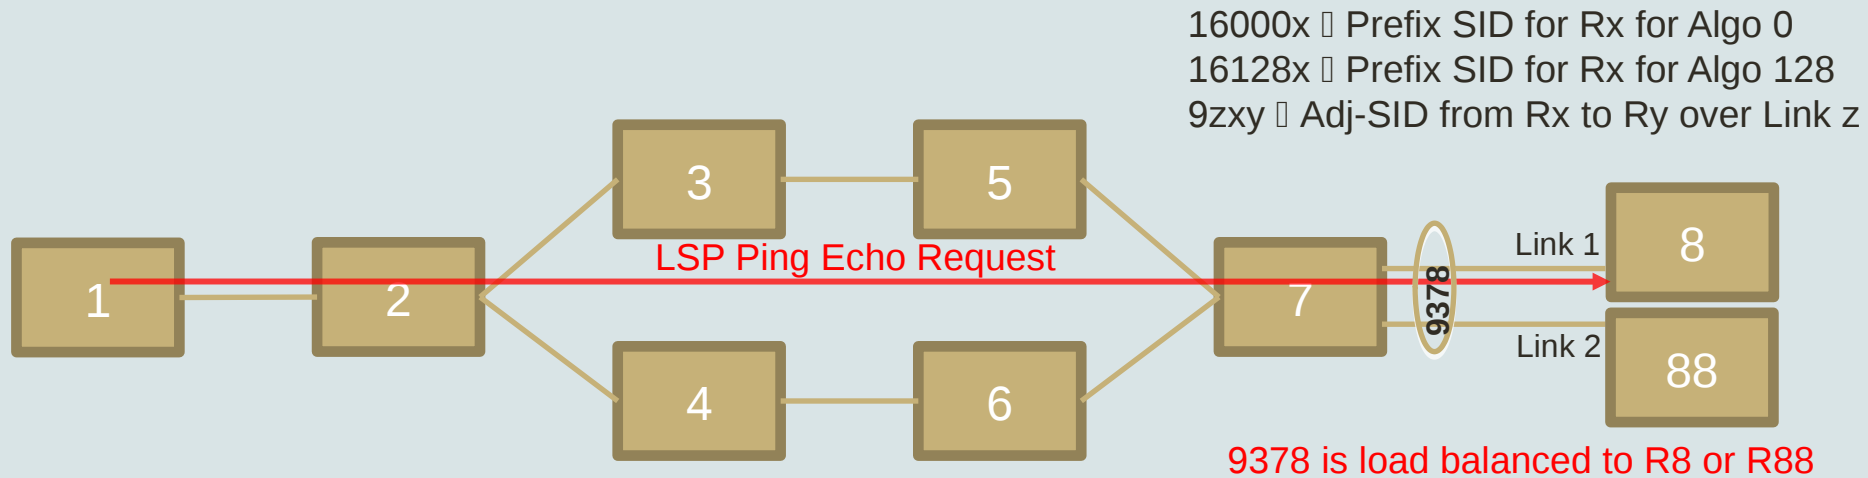 16000x ▯ Prefix SID for Rx for Algo 0
16128x ▯ Prefix SID for Rx for Algo 128
9zxy ▯ Adj-SID from Rx to Ry over Link z
3
5
8
Link 1
LSP Ping Echo Request
1
2
7
9378
Link 2
88
4
6
9378 is load balanced to R8 or R88